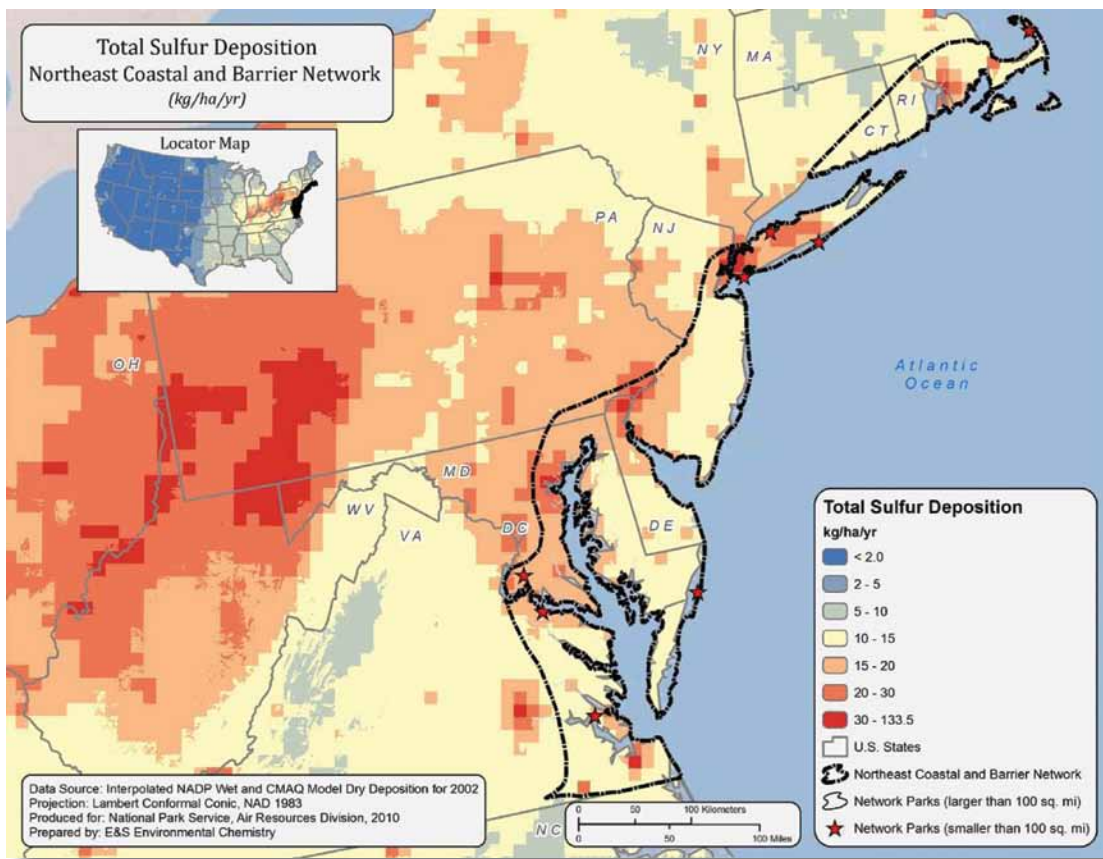 Total Sulfur Deposition
Northeast Coastal and Barrier Network
(kg/ha/yr)
Locator Map
NY
MA
RI
CT
PA
NJ
OH
Atlantic
Ocean
MD
WV
DC
DE
VA
NC
Total Sulfur Deposition
kg/ha/yr
< 2.0
2 - 5
5 - 10
10 - 15
15 - 20
20 - 30
30 - 133.5
U.S. States
Northeast Coastal and Barrier Network
Network Parks (larger than 100 sq. mi)
Network Parks (smaller than 100 sq. mi)
Data Source: Interpolated NADP Wet and CMAQ Model Dry Deposition for 2002
Projection: Lambert Conformal Conic, NAD 1983
Produced for: National Park Service, Air Resources Division, 2010
Prepared by: E&S Environmental Chemistry
0 50 100 Kilometers
0 50 100 Miles